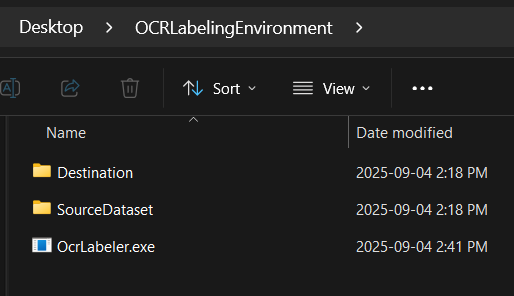 Desktop > OCRLabelingEnvironment >
Sort View ...
Name Date modified
Destination 2025-09-04 2:18 PM
SourceDataset 2025-09-04 2:18 PM
OcrLabeler.exe 2025-09-04 2:41 PM